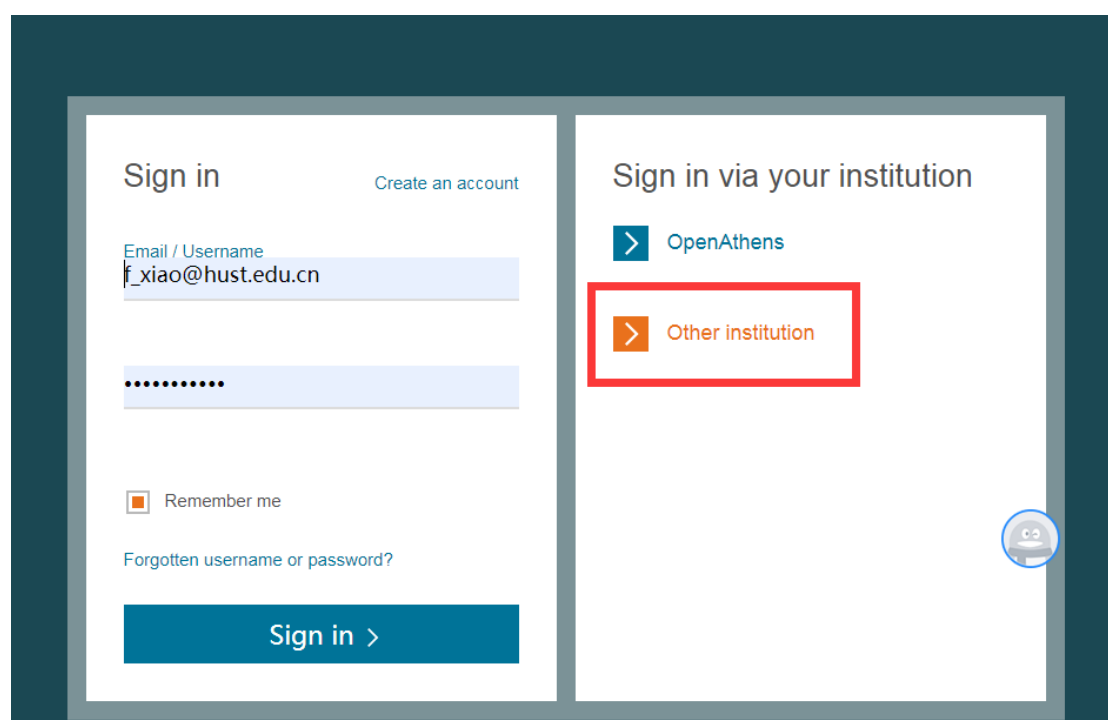 Sign in
Create an account
Email / Username
f_xiao@hust.edu.cn
•••••••••••
Remember me
Forgotten username or password?
Sign in
Sign in via your institution
OpenAthens
Other institution